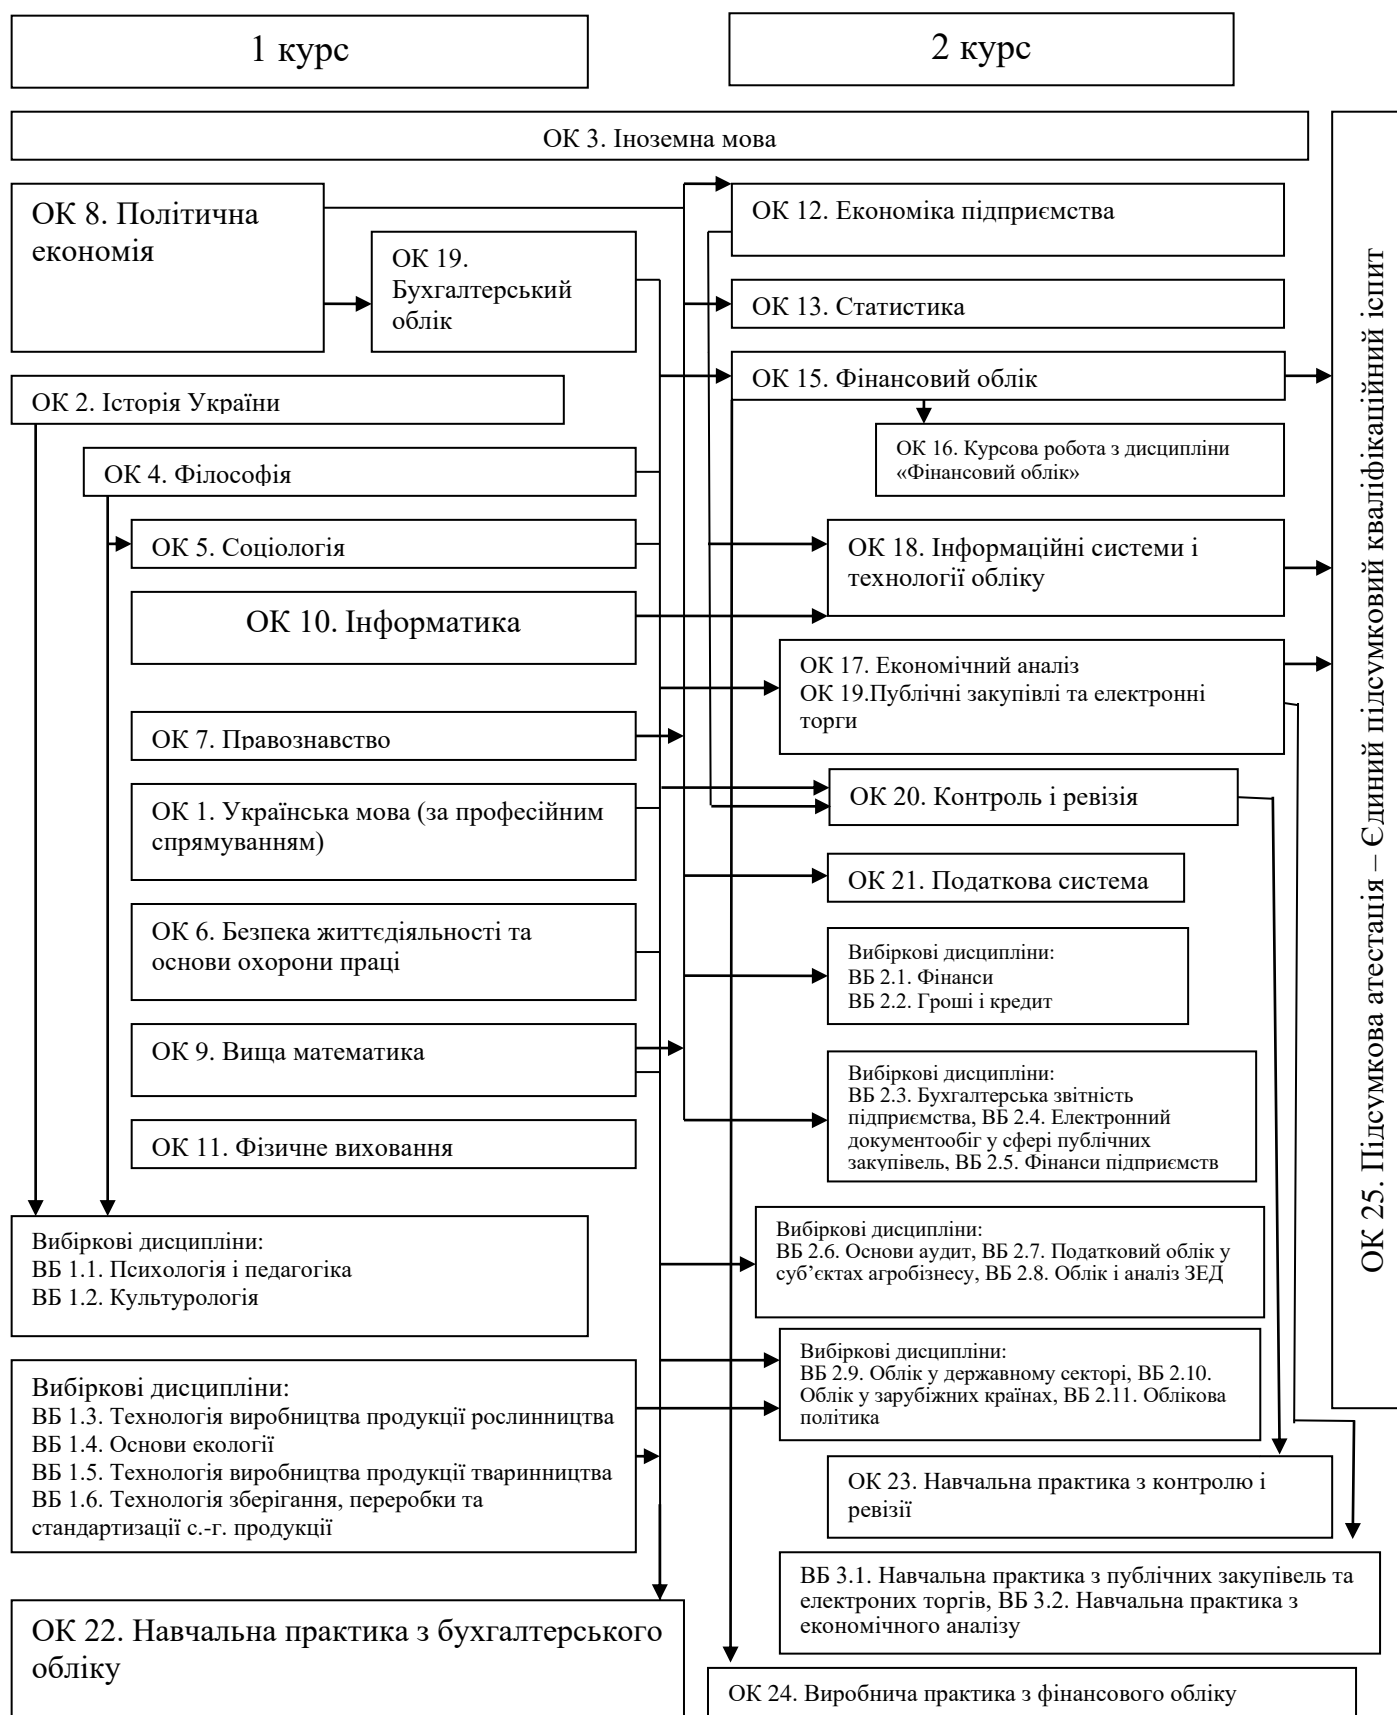 1 курс
2 курс
ОК 3. Іноземна мова
ОК 8. Політична
економія
ОК 19.
Бухгалтерський
облік
ОК 2. Історія України
ОК 4. Філософія
ОК 5. Соціологія
ОК 10. Інформатика
ОК 7. Правознавство
ОК 1. Українська мова (за професійним
спрямуванням)
ОК 6. Безпека життєдіяльності та
основи охорони праці
ОК 9. Вища математика
ОК 11. Фізичне виховання
Вибіркові дисципліни:
ВБ 1.1. Психологія і педагогіка
ВБ 1.2. Культурологія
Вибіркові дисципліни:
ВБ 1.3. Технологія виробництва продукції рослинництва
ВБ 1.4. Основи екології
ВБ 1.5. Технологія виробництва продукції тваринництва
ВБ 1.6. Технологія зберігання, переробки та
стандартизації с.-г. продукції
ОК 22. Навчальна практика з бухгалтерського
обліку
ОК 12. Економіка підприємства
ОК 13. Статистика
ОК 15. Фінансовий облік
ОК 16. Курсова робота з дисципліни
«Фінансовий облік»
ОК 18. Інформаційні системи і
технології обліку
ОК 17. Економічний аналіз
ОК 19.Публічні закупівлі та електронні
торги
ОК 20. Контроль і ревізія
ОК 21. Податкова система
Вибіркові дисципліни:
ВБ 2.1. Фінанси
ВБ 2.2. Гроші і кредит
Вибіркові дисципліни:
ВБ 2.3. Бухгалтерська звітність
підприємства, ВБ 2.4. Електронний
документообіг у сфері публічних
закупівель, ВБ 2.5. Фінанси підприємств
Вибіркові дисципліни:
ВБ 2.6. Основи аудит, ВБ 2.7. Податковий облік у
суб’єктах агробізнесу, ВБ 2.8. Облік і аналіз ЗЕД
Вибіркові дисципліни:
ВБ 2.9. Облік у державному секторі, ВБ 2.10.
Облік у зарубіжних країнах, ВБ 2.11. Облікова
політика
ОК 23. Навчальна практика з контролю і
ревізії
ВБ 3.1. Навчальна практика з публічних закупівель та
електроних торгів, ВБ 3.2. Навчальна практика з
економічного аналізу
ОК 24. Виробнича практика з фінансового обліку
ОК 25. Підсумкова атестація – Єдиний підсумковий кваліфікаційний іспит